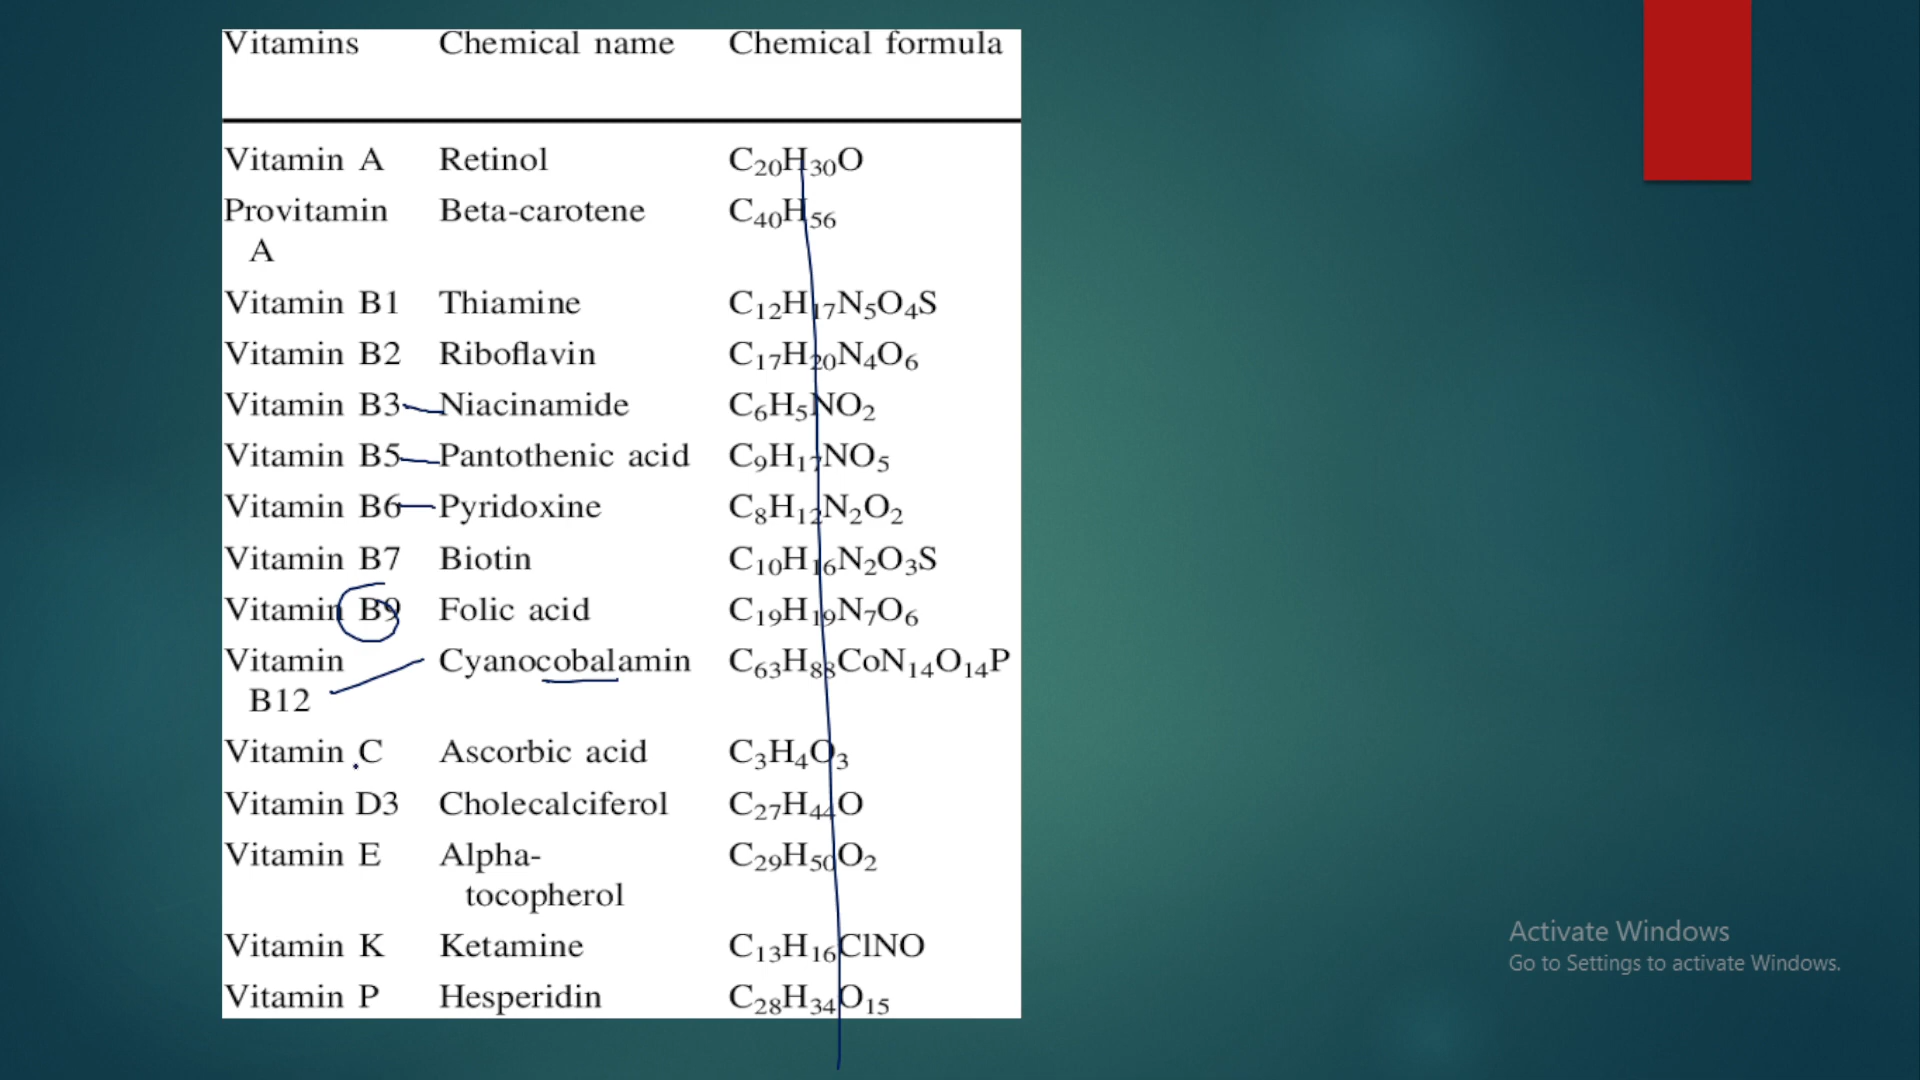 Vitamins Chemical name Chemical formula
Vitamin A Retinol C₂₀H₃₀O
Provitamin Beta-carotene C₄₀H₅₆
A
Vitamin B1 Thiamine C₁₂H₁₇N₅O₄S
Vitamin B2 Riboflavin C₁₇H₂₀N₄O₆
Vitamin B3 Niacinamide C₆H₅NO₂
Vitamin B5 Pantothenic acid C₉H₁₇NO₅
Vitamin B6 Pyridoxine C₈H₁₂N₂O₂
Vitamin B7 Biotin C₁₀H₁₆N₂O₃S
Vitamin B9 Folic acid C₁₉H₁₉N₇O₆
Vitamin Cyanocobalamin C₆₃H₈₈CoN₁₄O₁₄P
B12
Vitamin C Ascorbic acid C₃H₄O₃
Vitamin D3 Cholecalciferol C₂₇H₄₄O
Vitamin E Alpha- C₂₉H₅₀O₂
tocopherol
Vitamin K Ketamine C₁₃H₁₆ClNO
Vitamin P Hesperidin C₂₈H₃₄O₁₅
Activate Windows
Go to Settings to activate Windows.